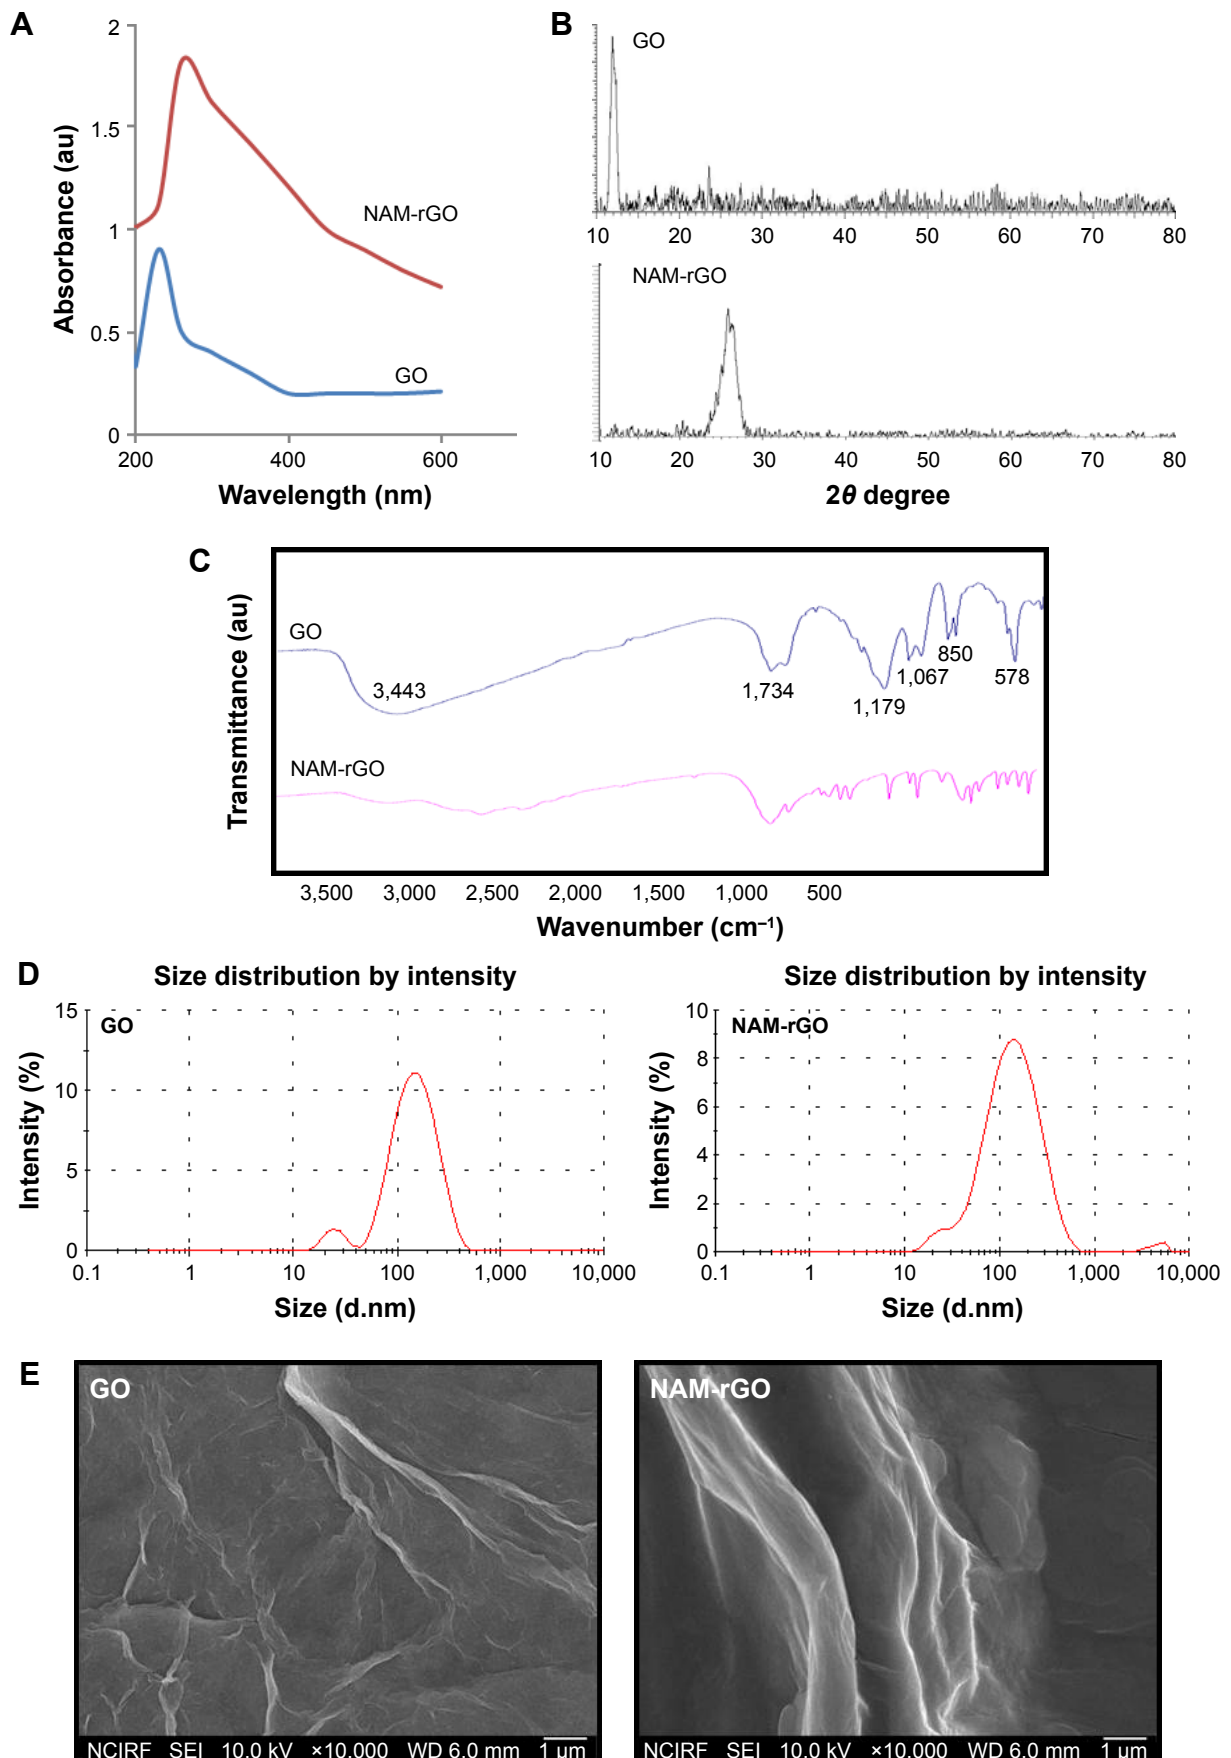 A
2
1.5
1
0.5
0
200
400
600
Absorbance (au)
Wavelength (nm)
NAM-rGO
GO
B
GO
10 20 30 40 50 60 70 80
NAM-rGO
10 20 30 40 50 60 70 80
2θ degree
C
Transmittance (au)
GO
3,443
1,734
1,179
1,067
850
578
NAM-rGO
3,500 3,000 2,500 2,000 1,500 1,000 500
Wavenumber (cm⁻¹)
D
Size distribution by intensity
GO
15
10
5
0
0.1 1 10 100 1,000 10,000
Intensity (%)
Size (d.nm)
Size distribution by intensity
NAM-rGO
10
8
6
4
2
0
0.1 1 10 100 1,000 10,000
Intensity (%)
Size (d.nm)
E
GO
NCIRF SEI 10.0 kV ×10,000 WD 6.0 mm 1 µm
NAM-rGO
NCIRF SEI 10.0 kV ×10,000 WD 6.0 mm 1 µm